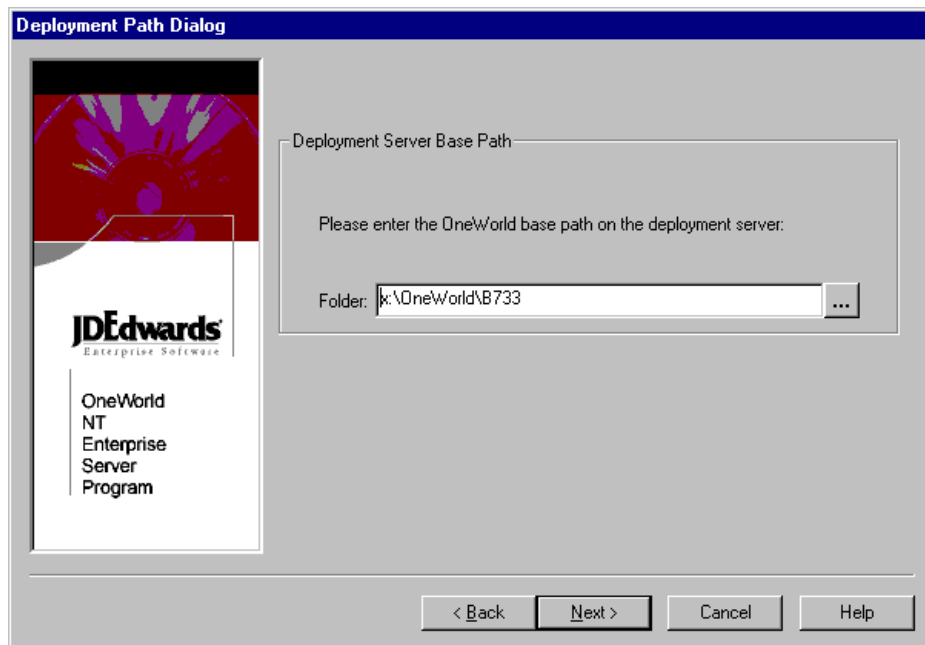 Deployment Path Dialog
Deployment Server Base Path
Please enter the OneWorld base path on the deployment server:
Folder: x:\OneWorld\B733 ...
JDEdwards
Enterprise Software
OneWorld
NT
Enterprise
Server
Program
< Back Next > Cancel Help